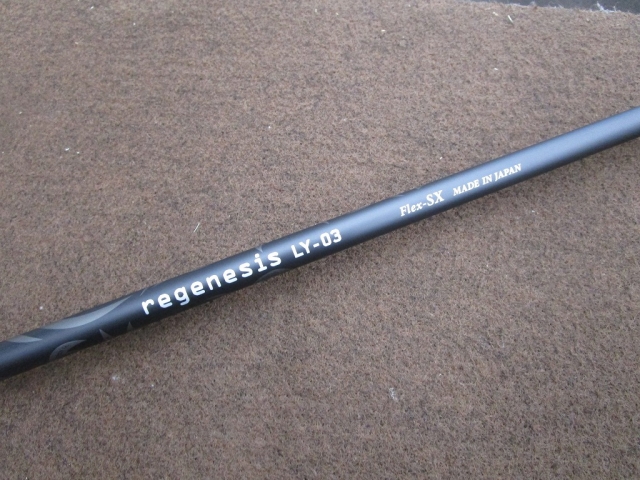 regenesis LY-03 Flex-SX MADE IN JAPAN